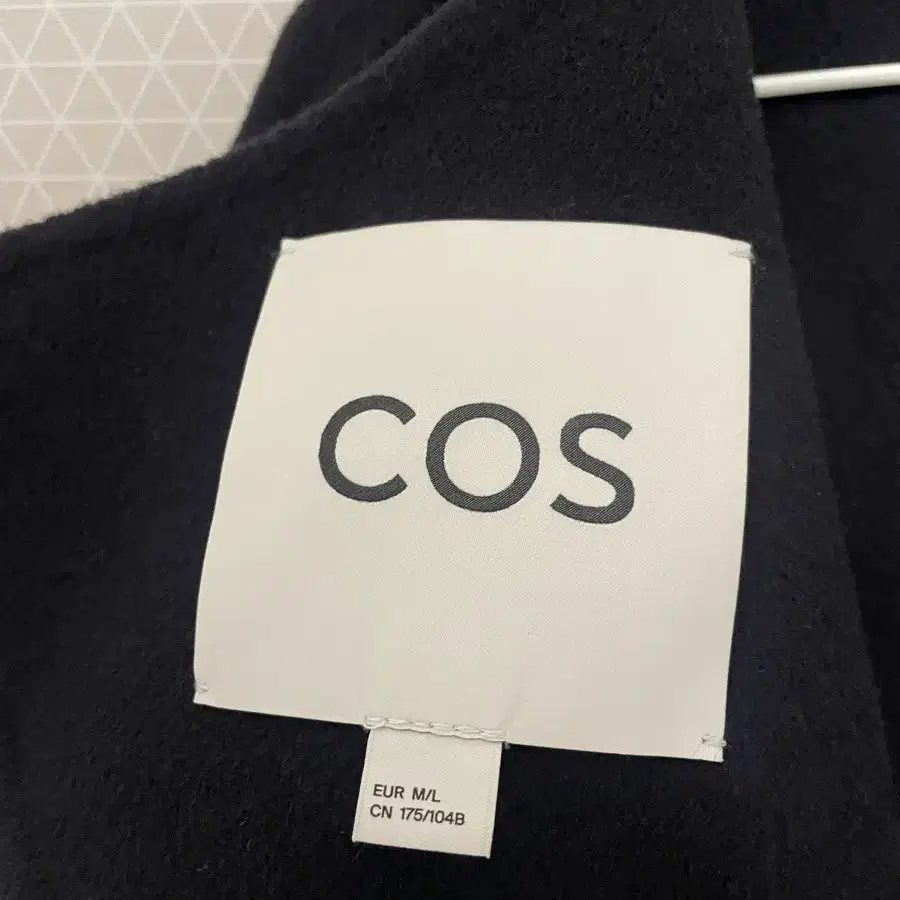 COS
EUR M/L
CN 175/104B